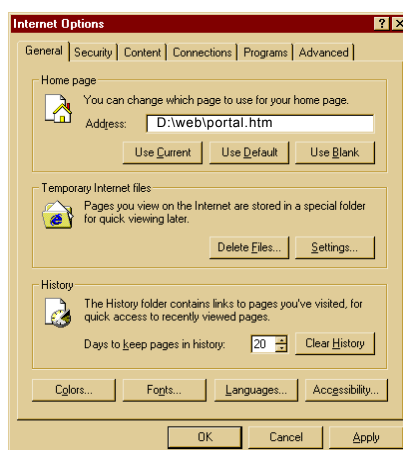 Internet Options
General Security Content Connections Programs Advanced
Home page
You can change which page to use for your home page.
Address: D:\web\portal.htm
Use Current Use Default Use Blank
Temporary Internet files
Pages you view on the Internet are stored in a special folder
for quick viewing later.
Delete Files... Settings...
History
The History folder contains links to pages you've visited, for
quick access to recently viewed pages.
Days to keep pages in history: 20 Clear History
Colors... Fonts... Languages... Accessibility...
OK Cancel Apply